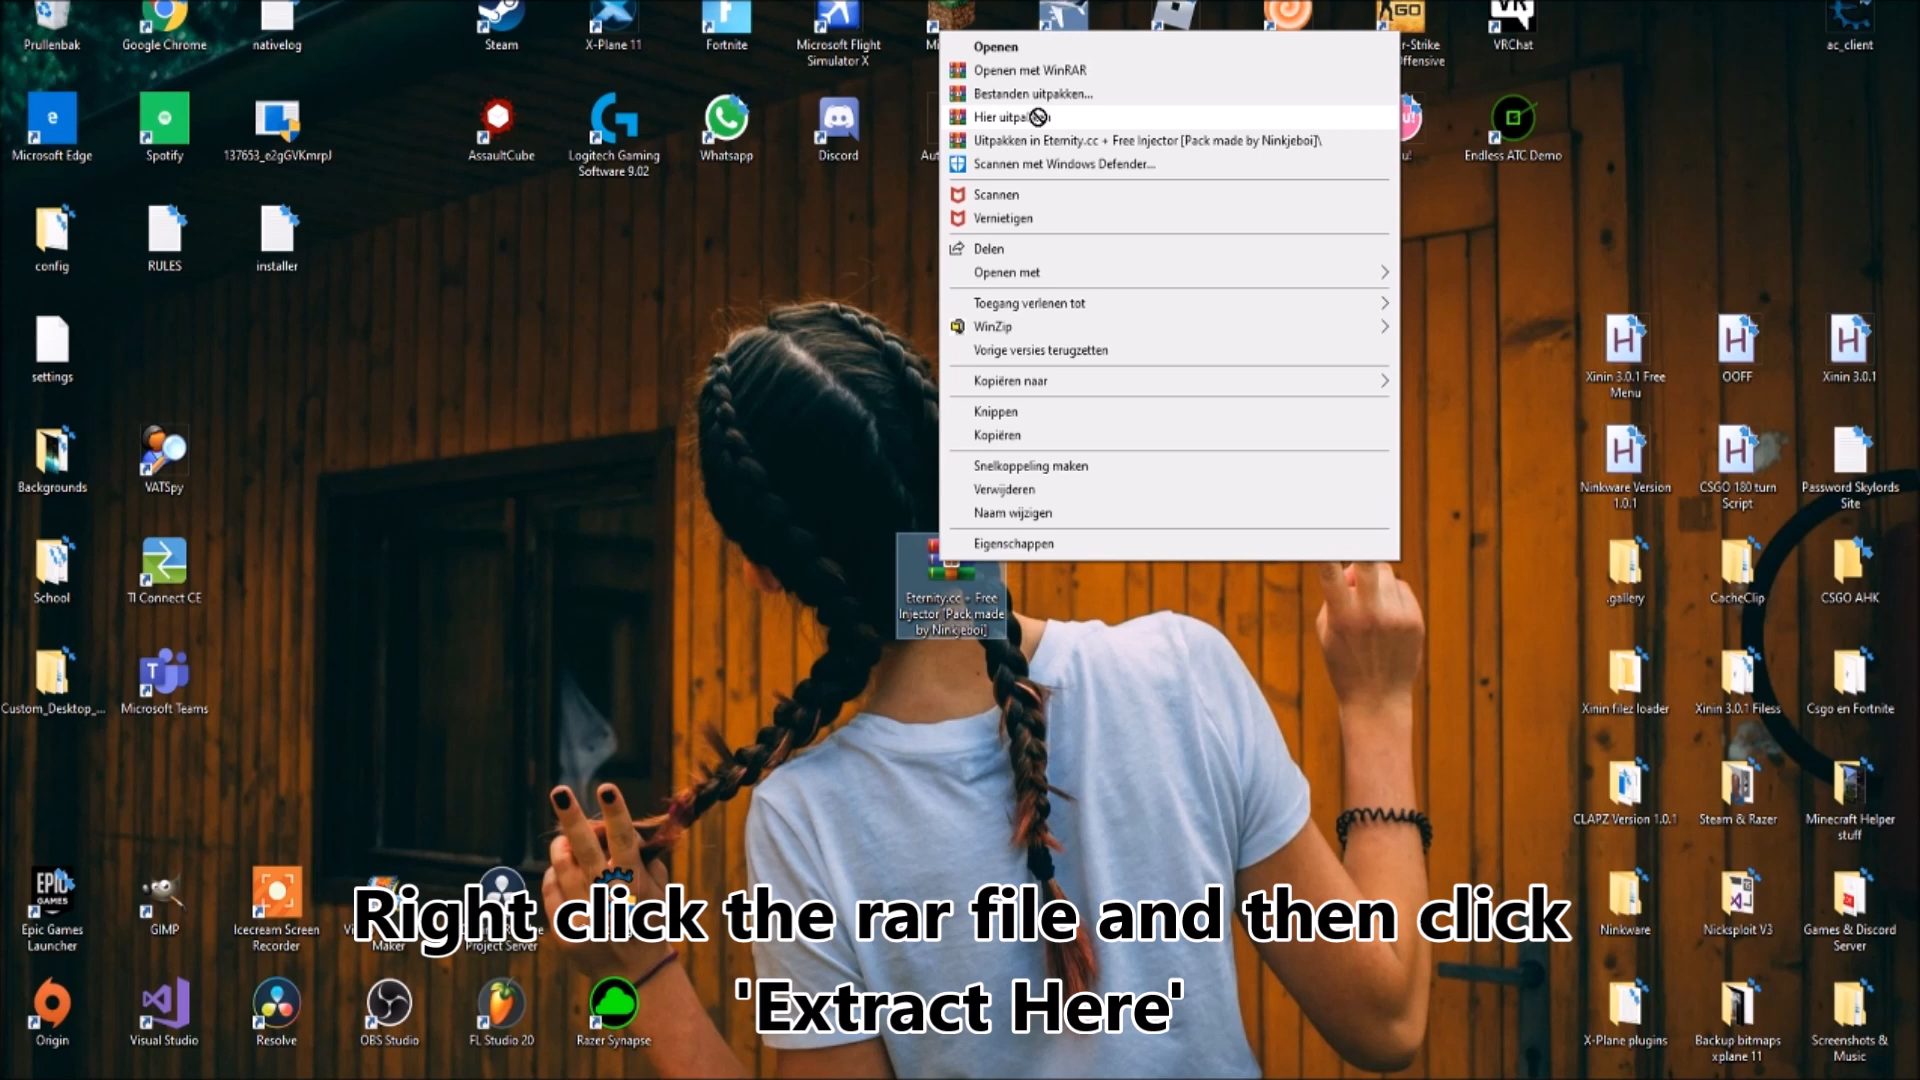 Prullenbak
Google Chrome
nativelog
Steam
X-Plane 11
Fortnite
Microsoft Flight
Simulator X
r-Strike
ffensive
VRChat
ac_client
Microsoft Edge
Spotify
137653_e2gGVKmrpJ
AssaultCube
Logitech Gaming
Software 9.02
Whatsapp
Discord
Endless ATC Demo
Openen
Openen met WinRAR
Bestanden uitpakken...
Hier uitpa
Uitpakken in Eternity.cc + Free Injector [Pack made by Ninkjeboi]\
Scannen met Windows Defender...
Scannen
Vernietigen
Delen
Openen met
Toegang verlenen tot
WinZip
Vorige versies terugzetten
Kopiëren naar
Knippen
Kopiëren
Snelkoppeling maken
Verwijderen
Naam wijzigen
Eigenschappen
config
RULES
installer
settings
Xinin 3.0.1 Free
Menu
OOFF
Xinin 3.0.1
Backgrounds
VATSpy
Ninkware Version
1.0.1
CSGO 180 turn
Script
Password Skylords
Site
School
TI Connect CE
Eternity.cc + Free
Injector [Pack made
by Ninkjeboi]
.gallery
CacheClip
CSGO AHK
Custom_Desktop_...
Microsoft Teams
Xinin filez loader
Xinin 3.0.1 Filess
Csgo en Fortnite
CLAPZ Version 1.0.1
Steam & Razer
Minecraft Helper
stuff
EPIC
GAMES
Epic Games
Launcher
GIMP
Icecream Screen
Recorder
Maker
Project Server
Ninkware
Nicksploit V3
Games & Discord
Server
Right click the rar file and then click
'Extract Here'
Origin
Visual Studio
Resolve
OBS Studio
FL Studio 20
Razer Synapse
X-Plane plugins
Backup bitmaps
xplane 11
Screenshots &
Music